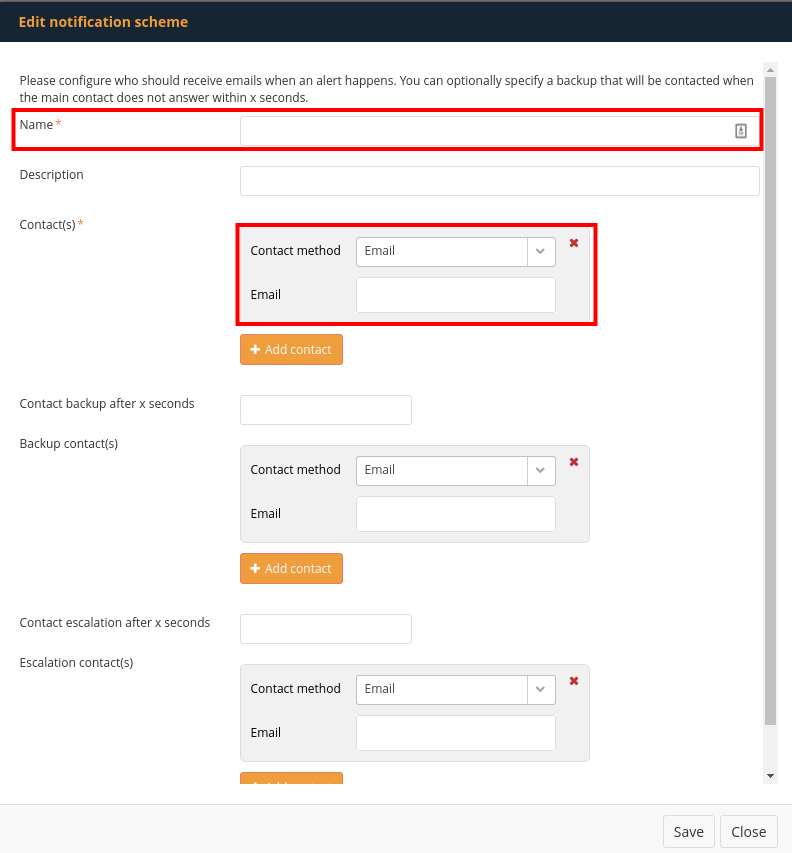 Edit notification scheme
Please configure who should receive emails when an alert happens. You can optionally specify a backup that will be contacted when
the main contact does not answer within x seconds.
Name *
Description
Contact(s) *
Contact method Email
Email
Add contact
Contact backup after x seconds
Backup contact(s)
Contact method Email
Email
Add contact
Contact escalation after x seconds
Escalation contact(s)
Contact method Email
Email
Save Close